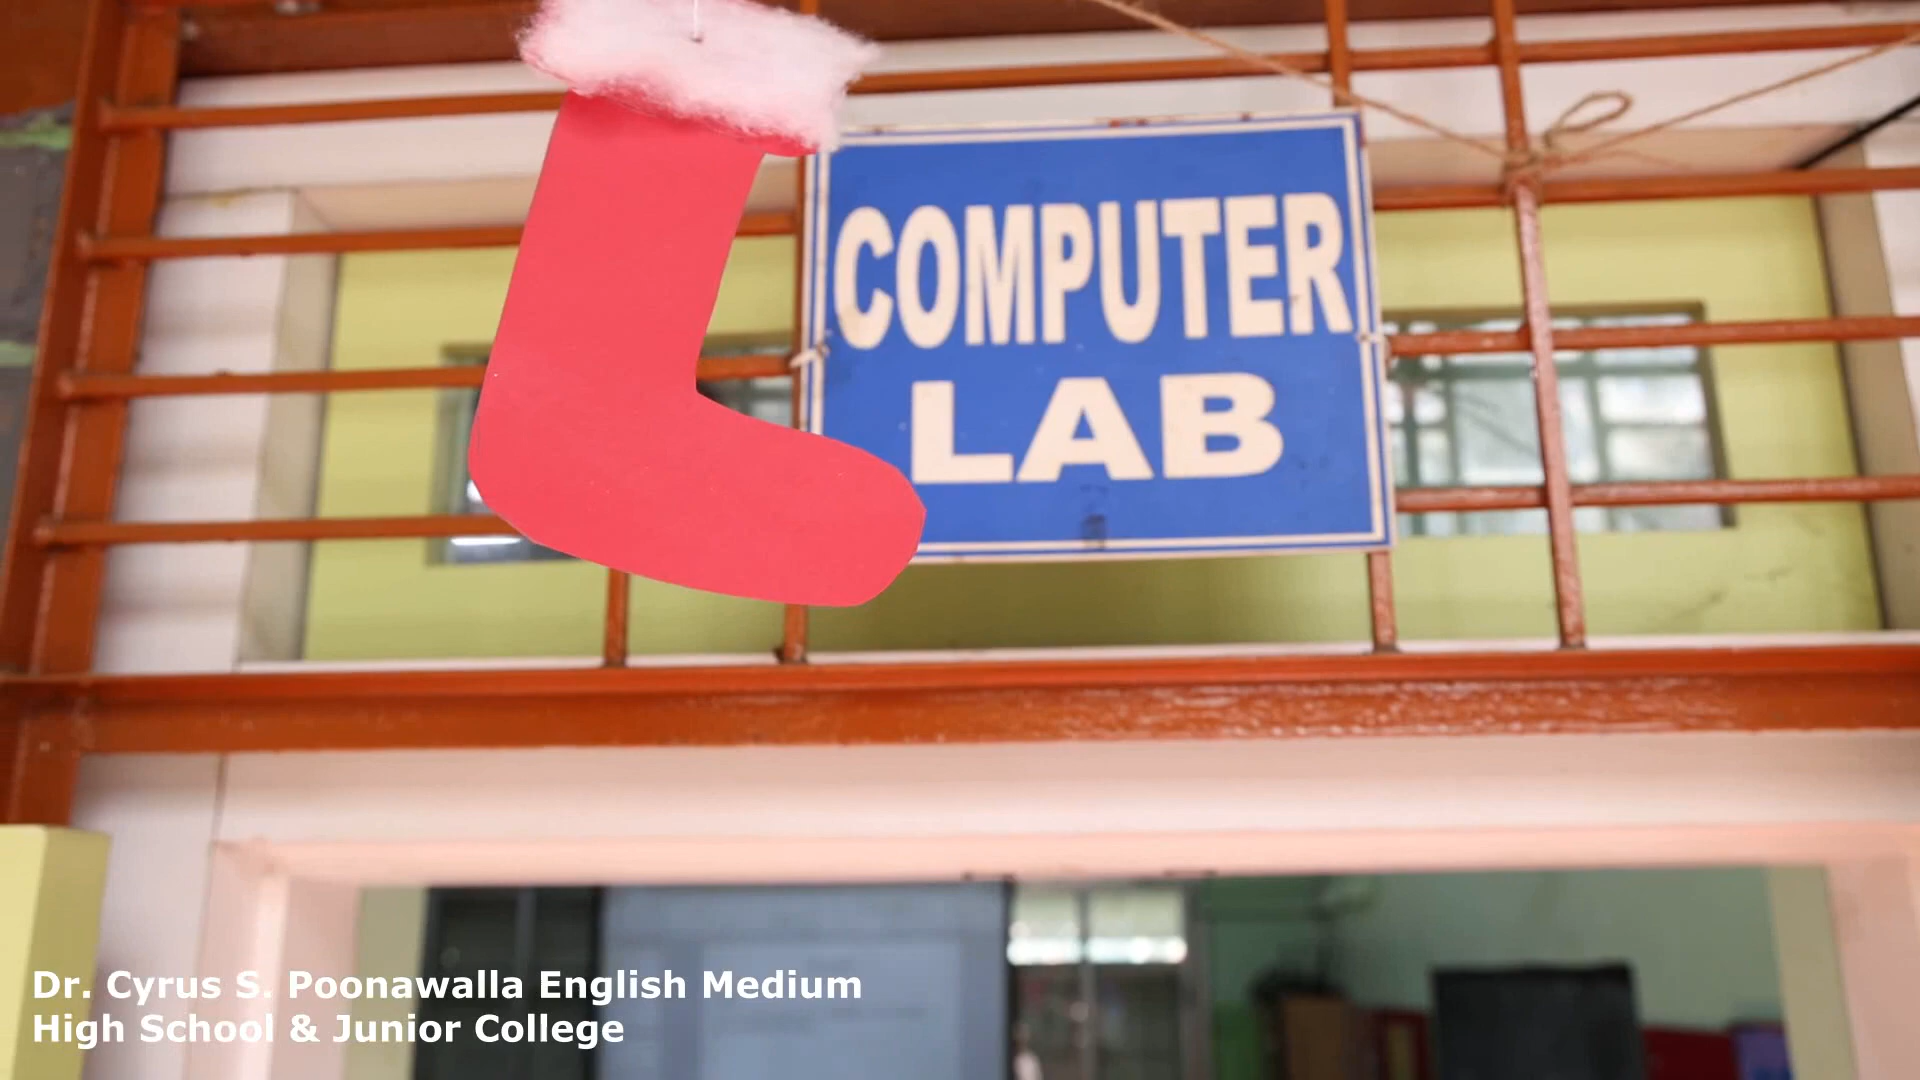 COMPUTER
LAB
Dr. Cyrus S. Poonawalla English Medium
High School & Junior College